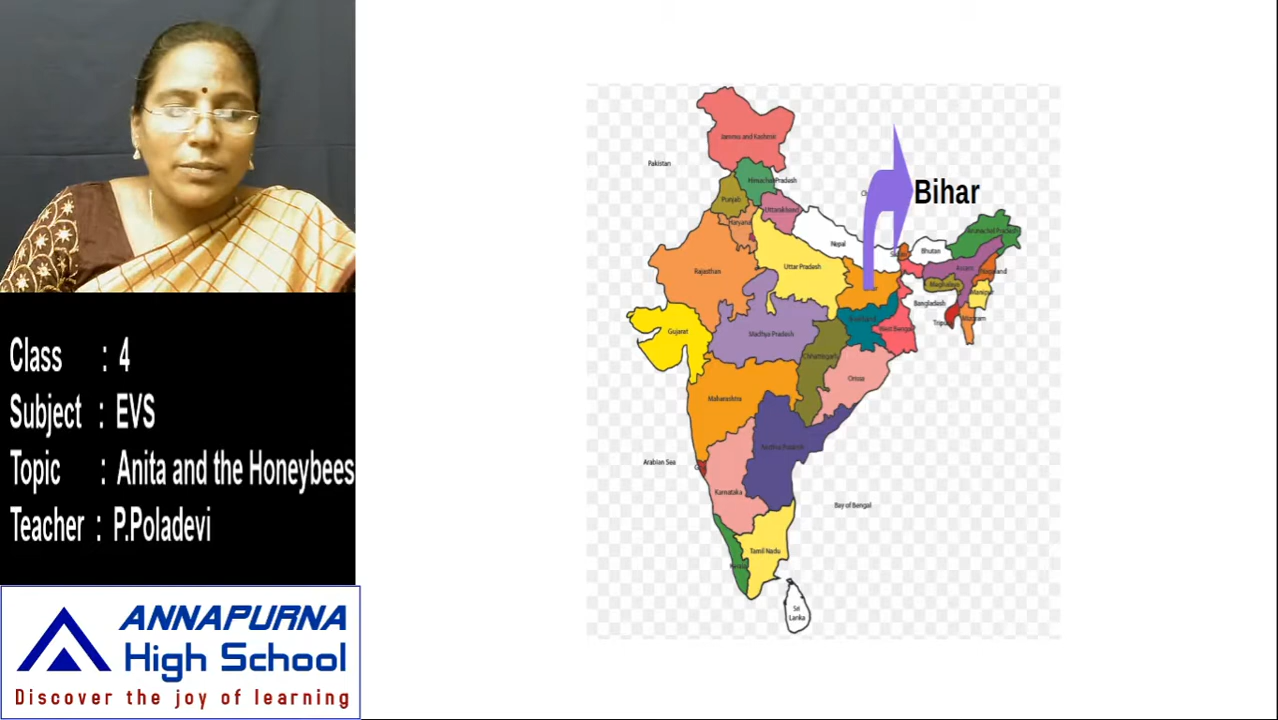 Class : 4
Subject : EVS
Topic : Anita and the Honeybees
Teacher : P.Poladevi
ANNAPURNA
High School
Discover the joy of learning
Bihar
Jammu and Kashmir
Pakistan
Himachal Pradesh
Punjab
Uttarakhand
Haryana
Nepal
Bhutan
Arunachal Pradesh
Rajasthan
Uttar Pradesh
Assam
Nagaland
Meghalaya
Manipur
Bangladesh
Gujarat
Madhya Pradesh
West Bengal
Mizoram
Chhattisgarh
Orissa
Maharashtra
Andhra Pradesh
Arabian Sea
Karnataka
Bay of Bengal
Tamil Nadu
Sri
Lanka